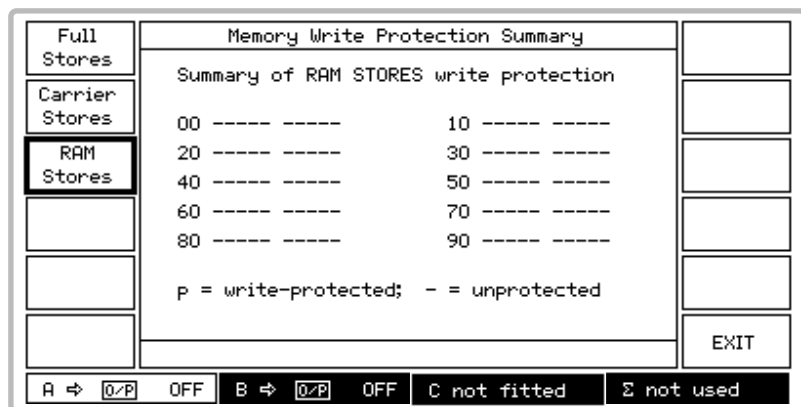 Full
Stores
Carrier
Stores
RAM
Stores
Memory Write Protection Summary
Summary of RAM STORES write protection
00 ----- ----- 10 ----- -----
20 ----- ----- 30 ----- -----
40 ----- ----- 50 ----- -----
60 ----- ----- 70 ----- -----
80 ----- ----- 90 ----- -----
p = write-protected; - = unprotected
EXIT
A ⇨ O/P OFF B ⇨ O/P OFF C not fitted Σ not used